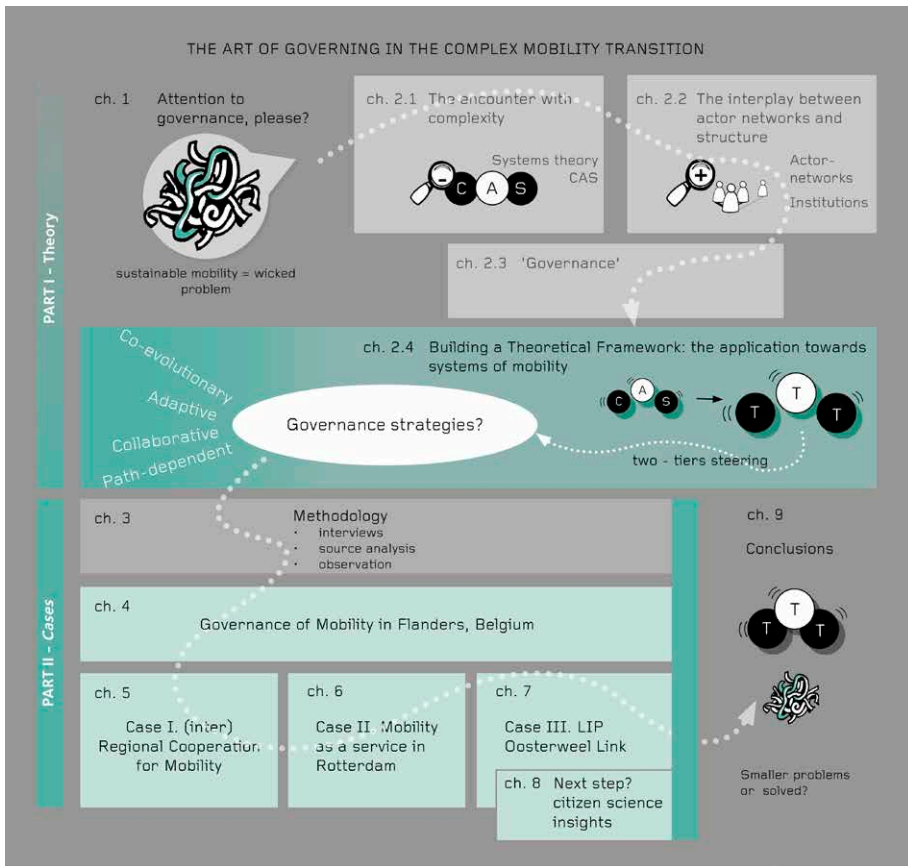 THE ART OF GOVERNING IN THE COMPLEX MOBILITY TRANSITION
PART I - Theory
ch. 1 Attention to
governance, please?
sustainable mobility = wicked
problem
ch. 2.1 The encounter with
complexity
Systems theory
CAS
- C A S
ch. 2.2 The interplay between
actor networks and
structure
+
Actor-
networks
Institutions
ch. 2.3 'Governance'
ch. 2.4 Building a Theoretical Framework: the application towards
systems of mobility
Co-evolutionary
Adaptive
Collaborative
Path-dependent
Governance strategies?
C A S
T T T
two - tiers steering
PART II - Cases
ch. 3 Methodology
· interviews
· source analysis
· observation
ch. 4
Governance of Mobility in Flanders, Belgium
ch. 5
Case I. (inter)
Regional Cooperation
for Mobility
ch. 6
Case II. Mobility
as a service in
Rotterdam
ch. 7
Case III. LIP
Oosterweel Link
ch. 8 Next step?
citizen science
insights
ch. 9
Conclusions
T T T
Smaller problems
or solved?